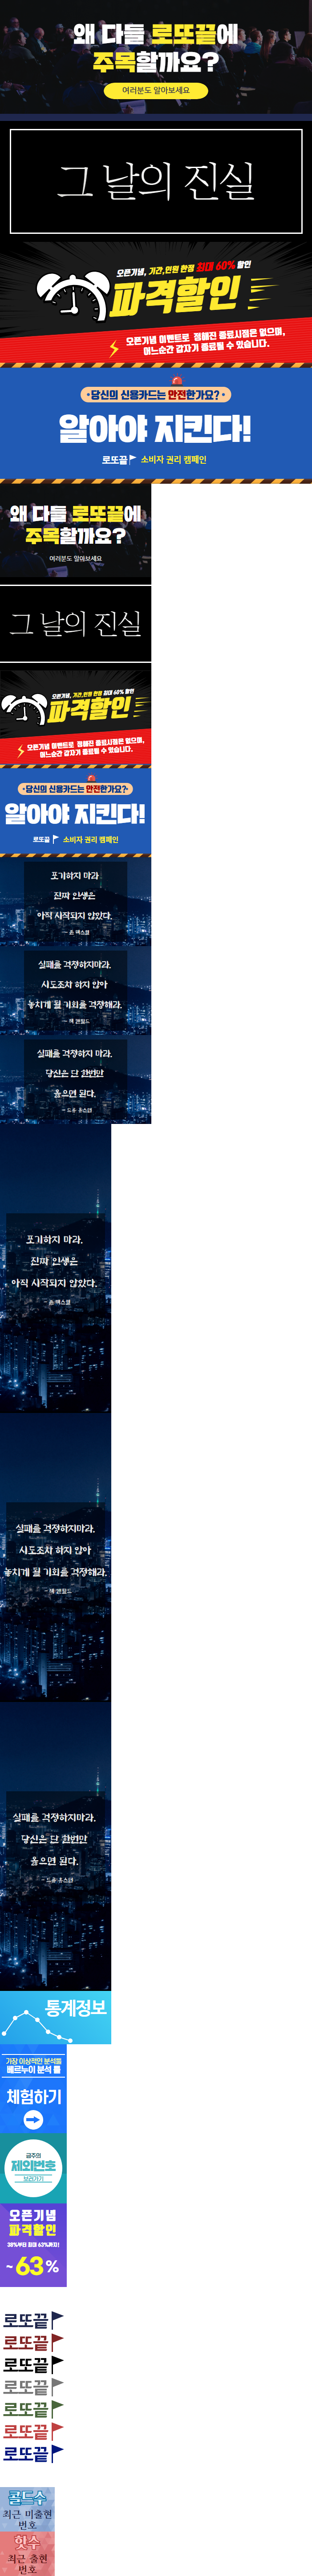 왜 다들 로또끝에
주목할까요?
여러분도 알아보세요
그 날의 진실
오픈기념, 기간,인원 한정 최대 60% 할인
파격할인
오픈기념 이벤트로 정해진 종료시점은 없으며,
어느순간 갑자기 종료될 수 있습니다.
당신의 신용카드는 안전한가요?
알아야 지킨다!
로또끝 소비자 권리 캠페인
왜 다들 로또끝에
주목할까요?
여러분도 알아보세요
그 날의 진실
오픈기념, 기간,인원 한정 최대 60% 할인
파격할인
오픈기념 이벤트로 정해진 종료시점은 없으며,
어느순간 갑자기 종료될 수 있습니다.
당신의 신용카드는 안전한가요?
알아야 지킨다!
로또끝 소비자 권리 캠페인
포기하지 마라
진짜 인생은
아직 시작되지 않았다.
- 존 맥스웰
실패를 걱정하지마라.
시도조차 하지 않아
놓치게 될 기회를 걱정해라.
- 잭 캔필드
실패를 걱정하지 마라.
당신은 단 한번만
옳으면 된다.
- 드류 휴스턴
포기하지 마라.
진짜 인생은
아직 시작되지 않았다.
- 존 맥스웰
실패를 걱정하지마라.
시도조차 하지 않아
놓치게 될 기회를 걱정해라.
- 잭 캔필드
실패를 걱정하지마라.
당신은 단 한번만
옳으면 된다.
- 드류 휴스턴
통계정보
가장 이상적인 분석툴
베르누이 분석 툴
체험하기
금주의
제외번호
보러가기
오픈기념
파격할인
38%부터 최대 63%까지!
~63%
로또끝
로또끝
로또끝
로또끝
로또끝
로또끝
로또끝
콜드수
최근 미출현
번호
핫수
최근 출현
번호